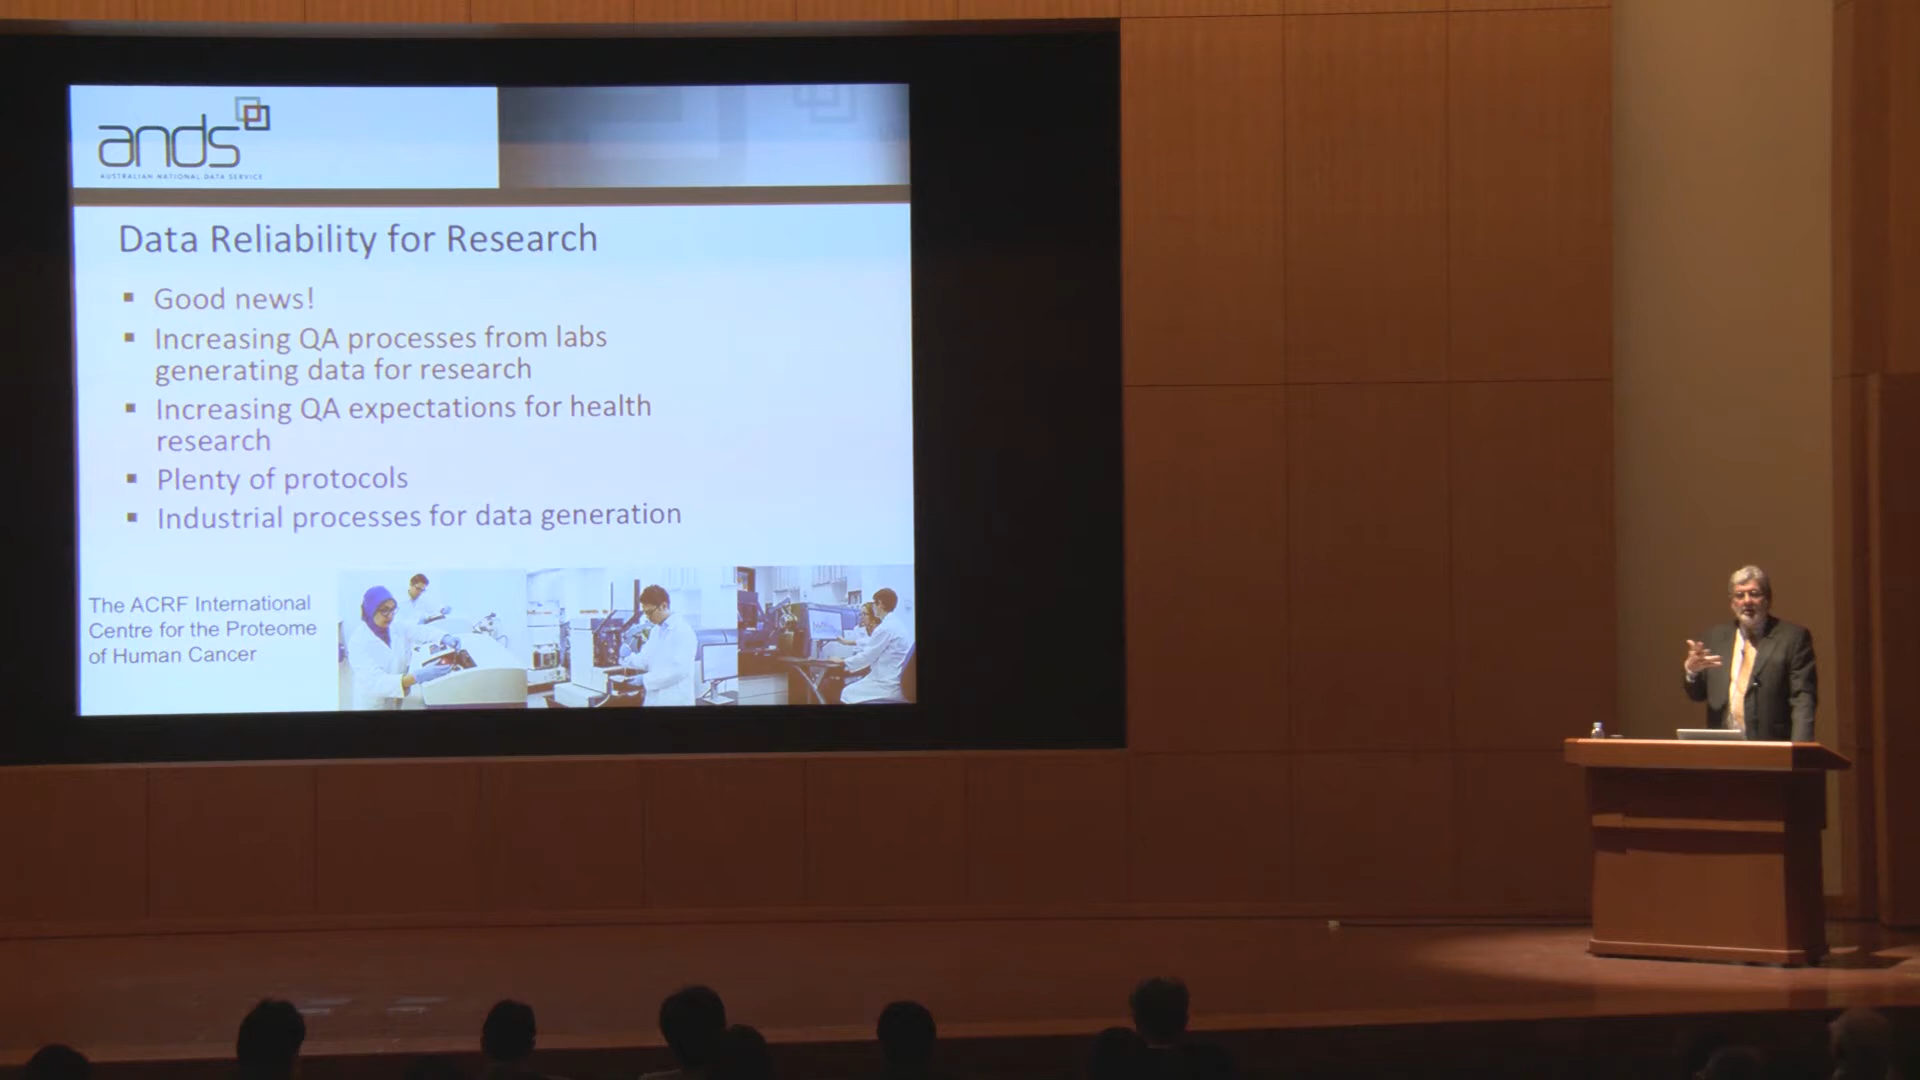 ands
AUSTRALIAN NATIONAL DATA SERVICE
Data Reliability for Research
▪ Good news!
▪ Increasing QA processes from labs
generating data for research
▪ Increasing QA expectations for health
research
▪ Plenty of protocols
▪ Industrial processes for data generation
The ACRF International
Centre for the Proteome
of Human Cancer